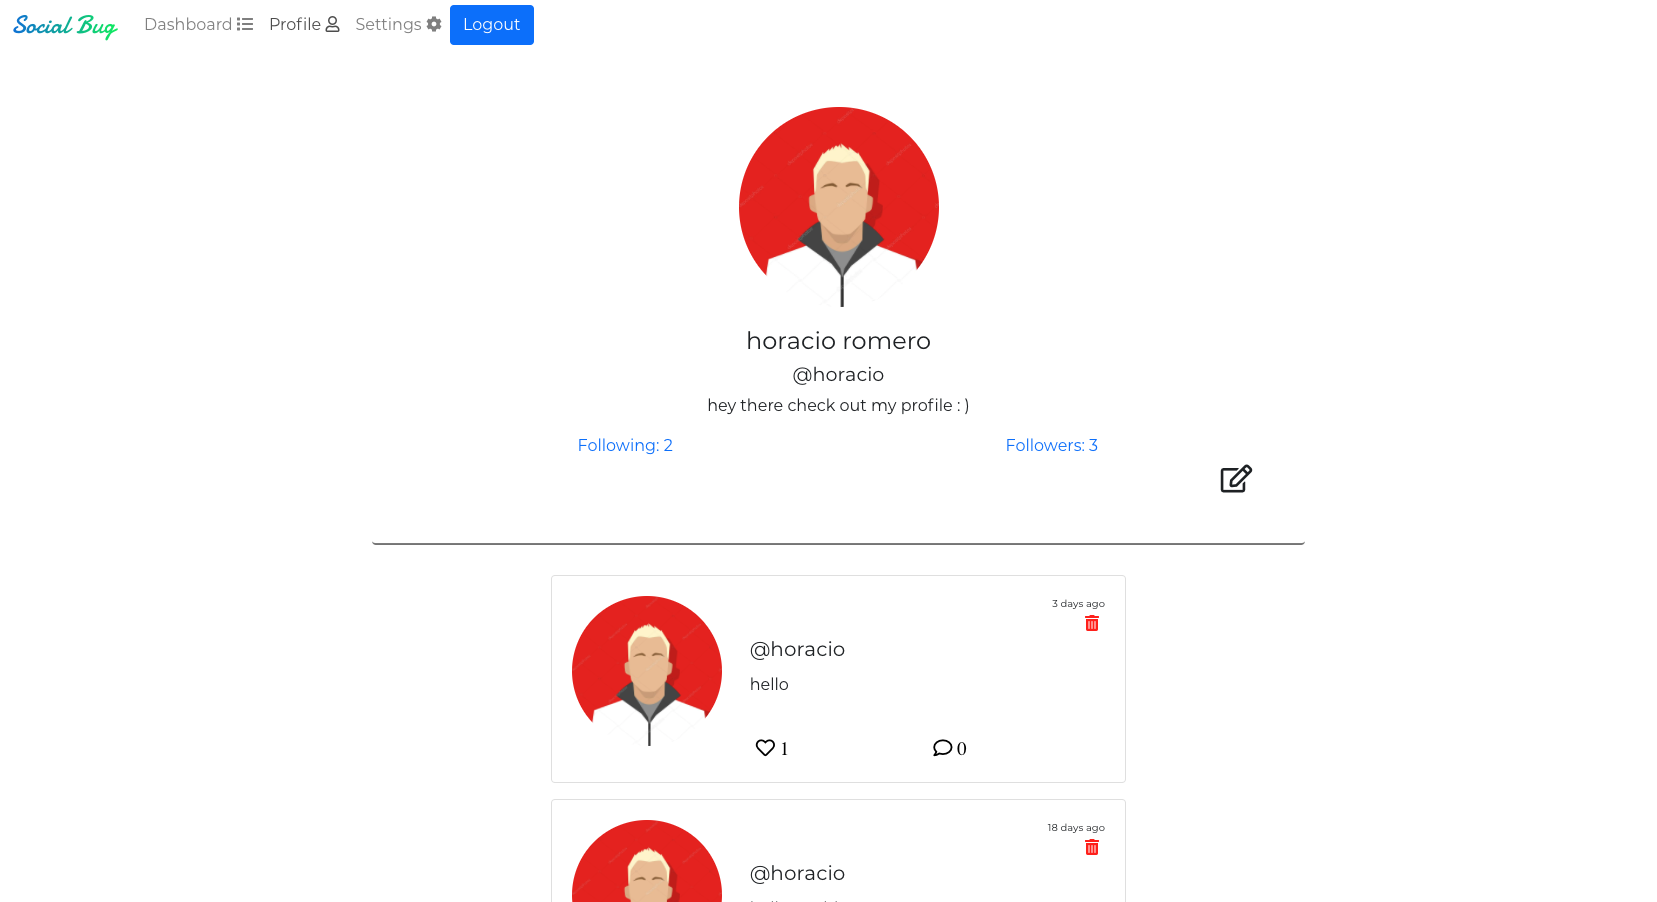 Social Bug Dashboard Profile Settings Logout
horacio romero
@horacio
hey there check out my profile : )
Following: 2 Followers: 3
3 days ago
@horacio
hello
1 0
18 days ago
@horacio